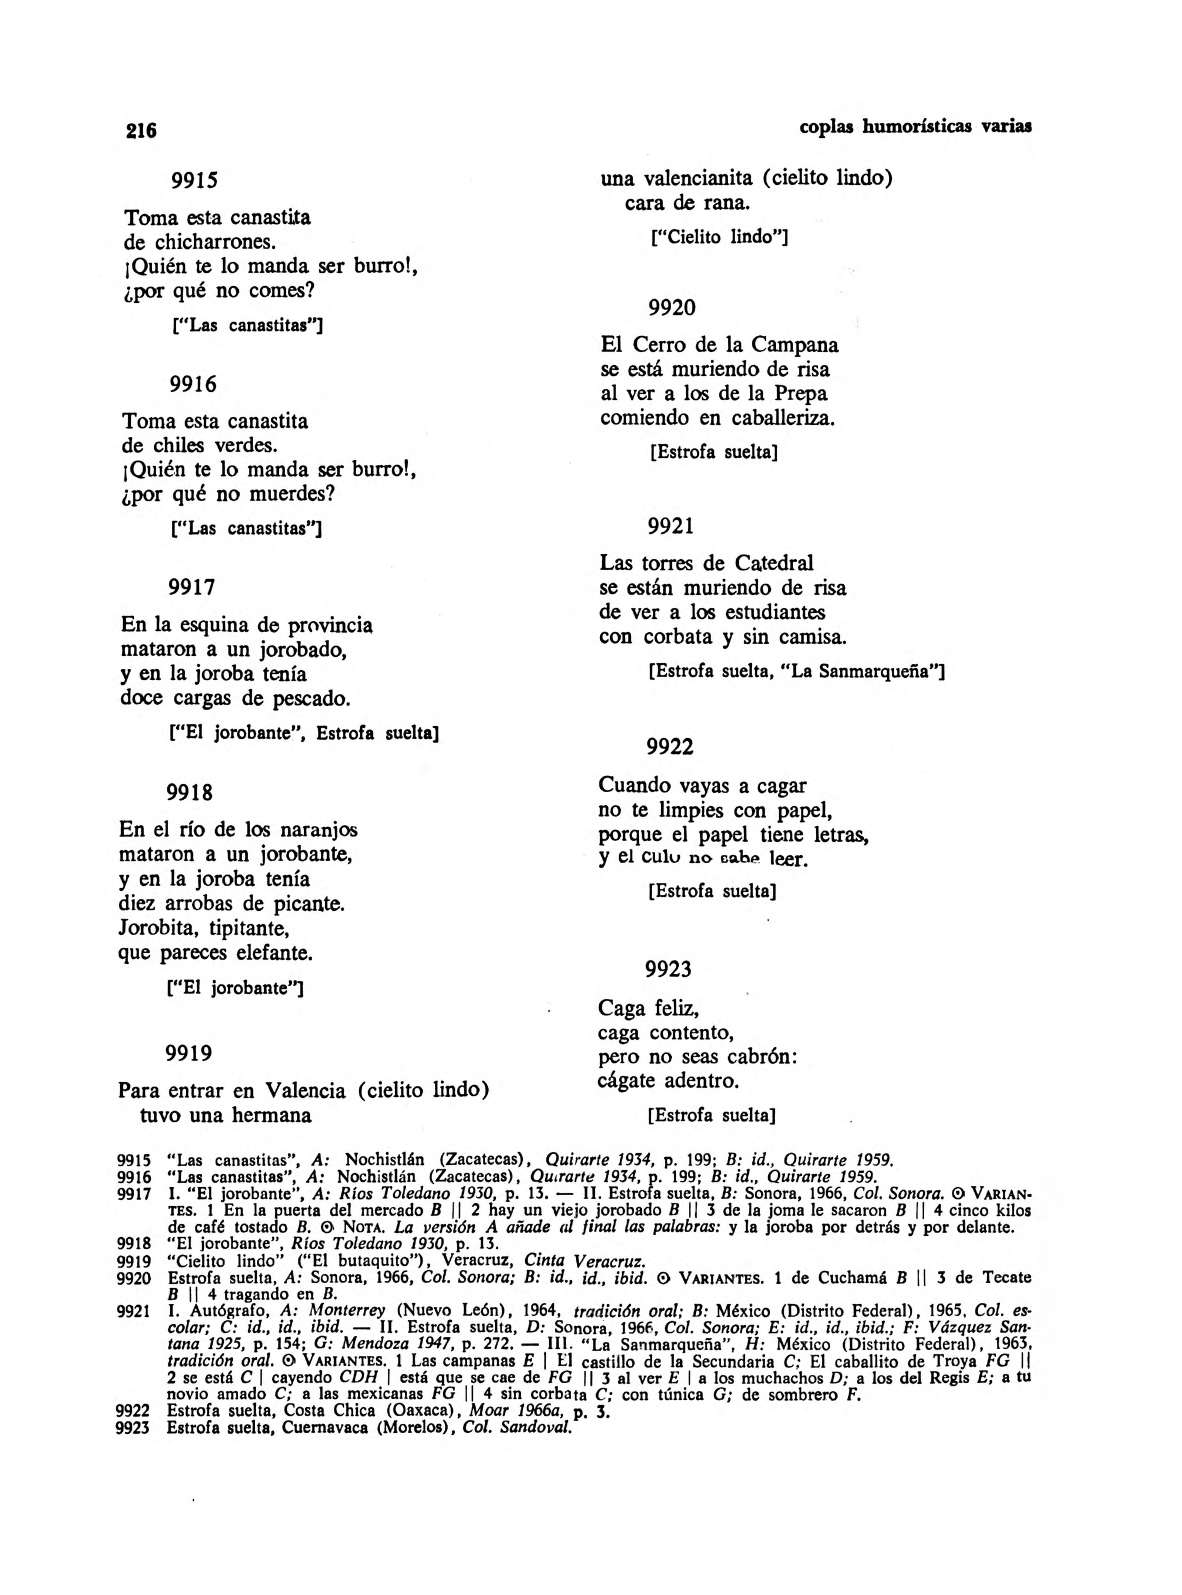 216
coplas humorísticas varias
9915
Toma esta canastita
de chicharrones.
¡Quién te lo manda ser burro!,
¿por qué no comes?
["Las canastitas"]
9916
Toma esta canastita
de chiles verdes.
¡Quién te lo manda ser burro!,
¿por qué no muerdes?
["Las canastitas"]
9917
En la esquina de provincia
mataron a un jorobado,
y en la joroba tenía
doce cargas de pescado.
["El jorobante", Estrofa suelta]
9918
En el río de los naranjos
mataron a un jorobante,
y en la joroba tenía
diez arrobas de picante.
Jorobita, tipitante,
que pareces elefante.
["El jorobante"]
9919
Para entrar en Valencia (cielito lindo)
tuvo una hermana
una valencianita (cielito lindo)
cara de rana.
["Cielito lindo"]
9920
El Cerro de la Campana
se está muriendo de risa
al ver a los de la Prepa
comiendo en caballeriza.
[Estrofa suelta]
9921
Las torres de Catedral
se están muriendo de risa
de ver a los estudiantes
con corbata y sin camisa.
[Estrofa suelta, "La Sanmarqueña"]
9922
Cuando vayas a cagar
no te limpies con papel,
porque el papel tiene letras,
y el culo no sabe leer.
[Estrofa suelta]
9923
Caga feliz,
caga contento,
pero no seas cabrón:
cágate adentro.
[Estrofa suelta]
9915 "Las canastitas", A: Nochistlán (Zacatecas), Quirarte 1934, p. 199; B: id., Quirarte 1959.
9916 "Las canastitas", A: Nochistlán (Zacatecas), Quirarte 1934, p. 199; B: id., Quirarte 1959.
9917 I. "El jorobante", A: Ríos Toledano 1930, p. 13. — II. Estrofa suelta, B: Sonora, 1966, Col. Sonora. ⊙ VARIAN-
TES. 1 En la puerta del mercado B || 2 hay un viejo jorobado B || 3 de la joma le sacaron B || 4 cinco kilos
de café tostado B. ⊙ NOTA. La versión A añade al final las palabras: y la joroba por detrás y por delante.
9918 "El jorobante", Ríos Toledano 1930, p. 13.
9919 "Cielito lindo" ("El butaquito"), Veracruz, Cinta Veracruz.
9920 Estrofa suelta, A: Sonora, 1966, Col. Sonora; B: id., id., ibid. ⊙ VARIANTES. 1 de Cuchamá B || 3 de Tecate
B || 4 tragando en B.
9921 I. Autógrafo, A: Monterrey (Nuevo León), 1964, tradición oral; B: México (Distrito Federal), 1965, Col. es-
colar; C: id., id., ibid. — II. Estrofa suelta, D: Sonora, 1966, Col. Sonora; E: id., id., ibid.; F: Vázquez San-
tana 1925, p. 154; G: Mendoza 1947, p. 272. — III. "La Sanmarqueña", H: México (Distrito Federal), 1963,
tradición oral. ⊙ VARIANTES. 1 Las campanas E | El castillo de la Secundaria C; El caballito de Troya FG ||
2 se está C | cayendo CDH | está que se cae de FG || 3 al ver E | a los muchachos D; a los del Regis E; a tu
novio amado C; a las mexicanas FG || 4 sin corbata C; con túnica G; de sombrero F.
9922 Estrofa suelta, Costa Chica (Oaxaca), Moar 1966a, p. 3.
9923 Estrofa suelta, Cuernavaca (Morelos), Col. Sandoval.